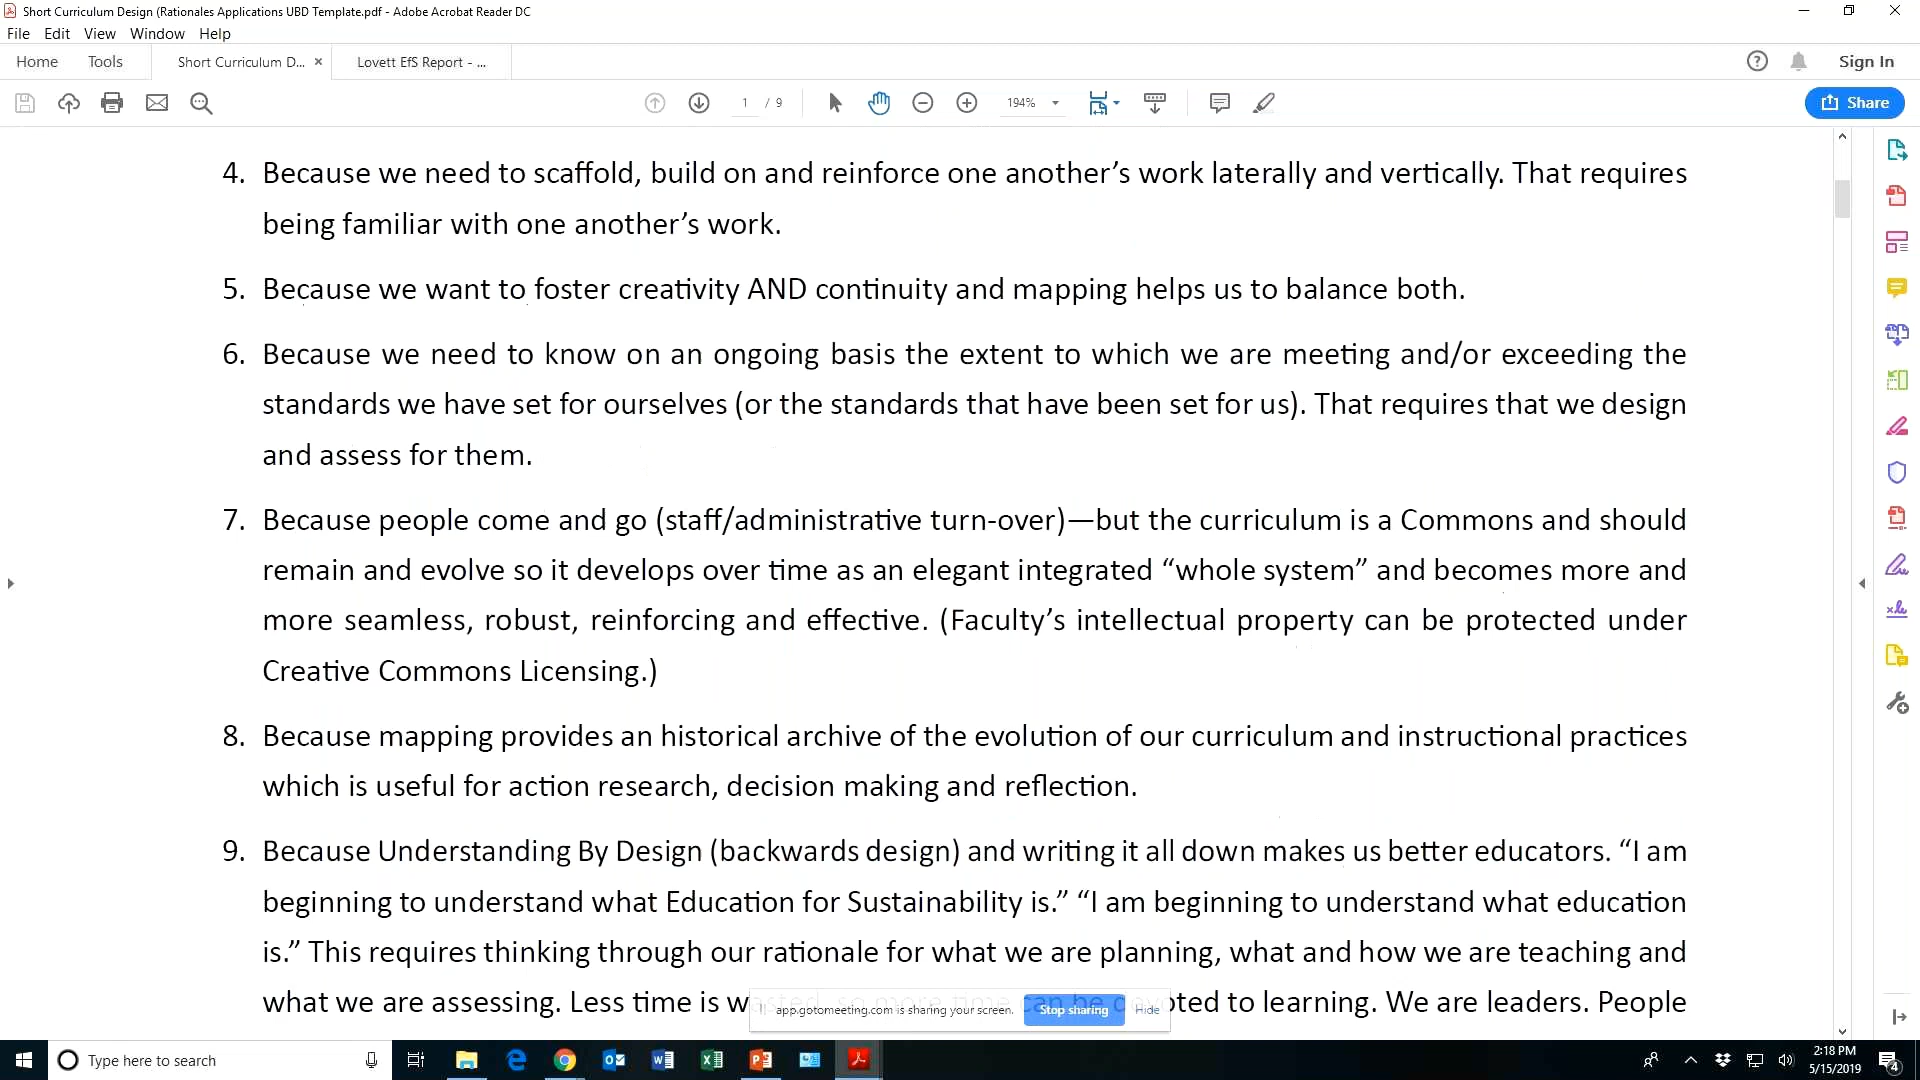 Short Curriculum Design (Rationales Applications UBD Template.pdf - Adobe Acrobat Reader DC
File Edit View Window Help
Home Tools Short Curriculum D... × Lovett EfS Report - ... Sign In
1 / 9 194% Share
4. Because we need to scaffold, build on and reinforce one another’s work laterally and vertically. That requires
being familiar with one another’s work.
5. Because we want to foster creativity AND continuity and mapping helps us to balance both.
6. Because we need to know on an ongoing basis the extent to which we are meeting and/or exceeding the
standards we have set for ourselves (or the standards that have been set for us). That requires that we design
and assess for them.
7. Because people come and go (staff/administrative turn-over)—but the curriculum is a Commons and should
remain and evolve so it develops over time as an elegant integrated “whole system” and becomes more and
more seamless, robust, reinforcing and effective. (Faculty’s intellectual property can be protected under
Creative Commons Licensing.)
8. Because mapping provides an historical archive of the evolution of our curriculum and instructional practices
which is useful for action research, decision making and reflection.
9. Because Understanding By Design (backwards design) and writing it all down makes us better educators. “I am
beginning to understand what Education for Sustainability is.” “I am beginning to understand what education
is.” This requires thinking through our rationale for what we are planning, what and how we are teaching and
what we are assessing. Less time is wasted, so more time can be devoted to learning. We are leaders. People
app.gotomeeting.com is sharing your screen. Stop sharing Hide
Type here to search
2:18 PM
5/15/2019
4